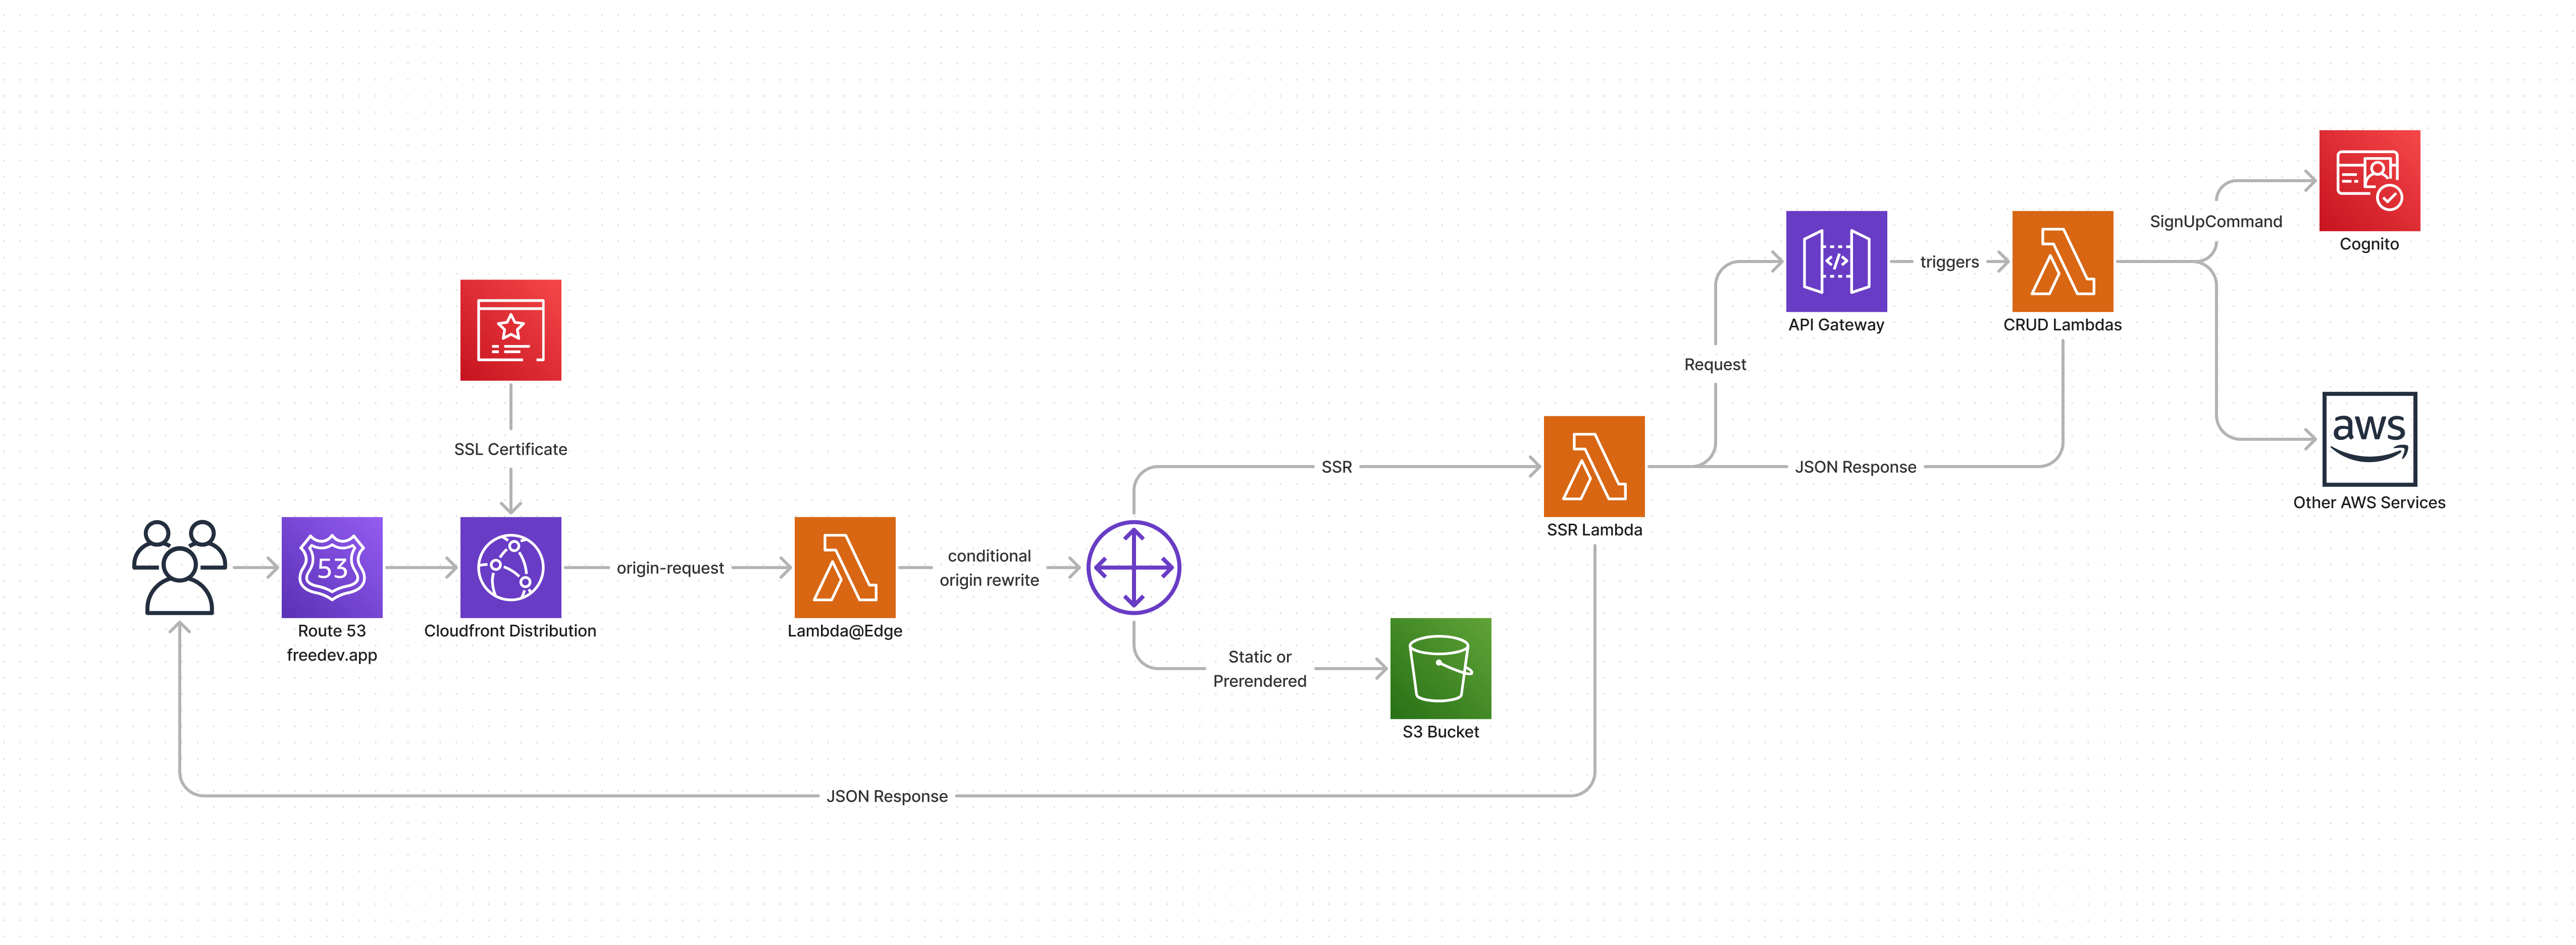 SignUpCommand
Cognito
triggers
API Gateway
CRUD Lambdas
Request
SSL Certificate
SSR
JSON Response
aws
Other AWS Services
SSR Lambda
53
origin-request
conditional
origin rewrite
Route 53
freedev.app
Cloudfront Distribution
Lambda@Edge
Static or
Prerendered
S3 Bucket
JSON Response